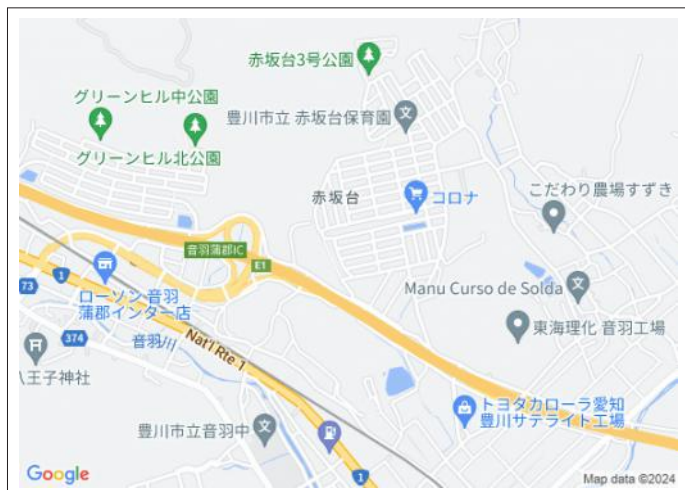 赤坂台3号公園
グリーンヒル中公園
豊川市立 赤坂台保育園
グリーンヒル北公園
赤坂台
コロナ
こだわり農場すずき
音羽蒲郡IC
E1
Manu Curso de Solda
1
73
ローソン 音羽
蒲郡インター店
東海理化 音羽工場
374
音羽川
Nat'l Rte.1
八王子神社
トヨタカローラ愛知
豊川サテライト工場
豊川市立音羽中
1
Google
Map data ©2024